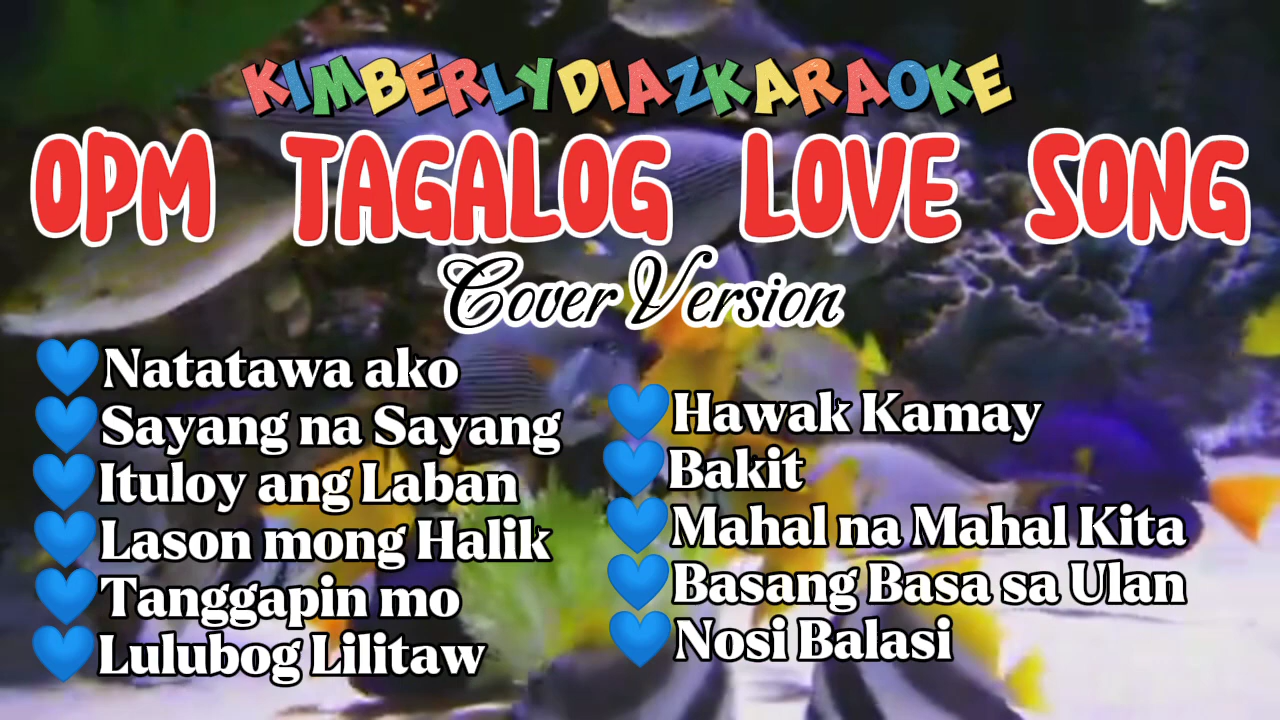 KIMBERLYDIAZKARAOKE
OPM TAGALOG LOVE SONG
Cover Version
Natatawa ako
Sayang na Sayang
Ituloy ang Laban
Lason mong Halik
Tanggapin mo
Lulubog Lilitaw
Hawak Kamay
Bakit
Mahal na Mahal Kita
Basang Basa sa Ulan
Nosi Balasi